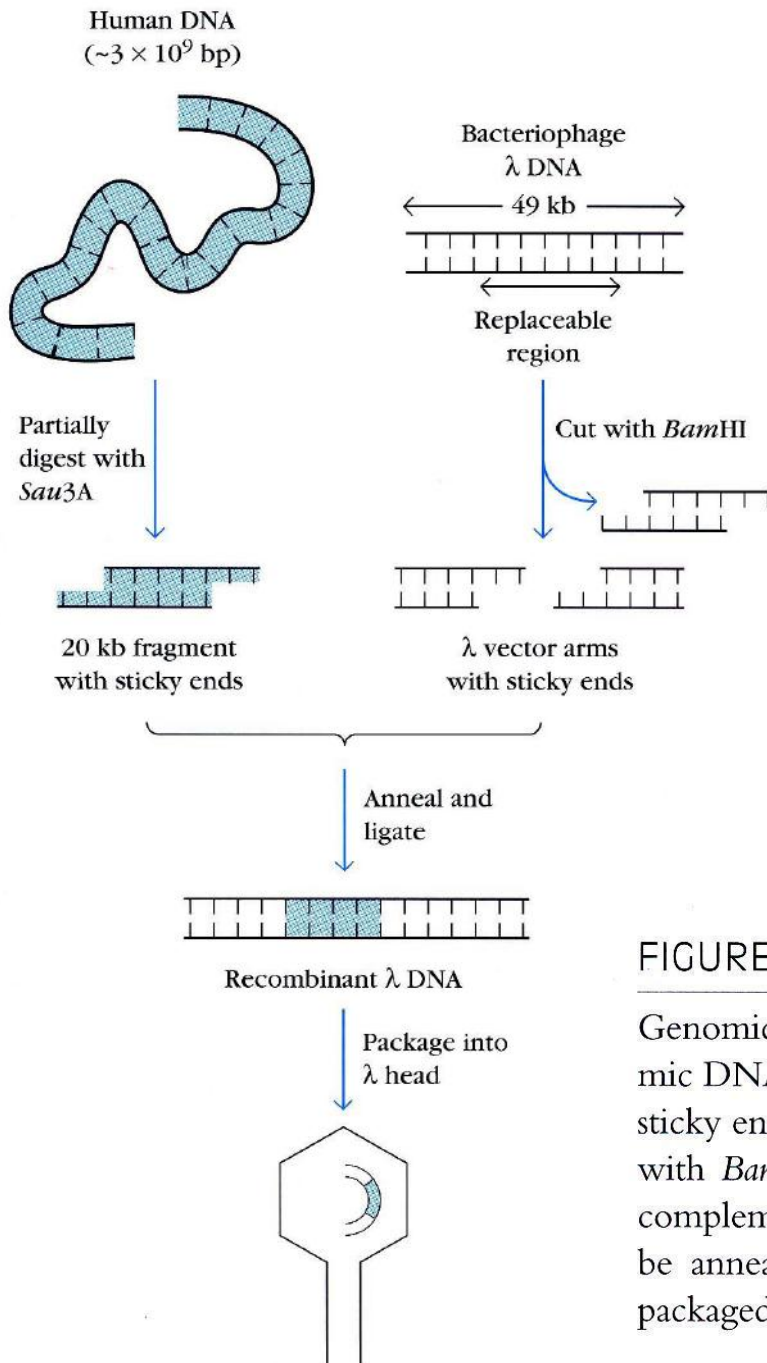 Human DNA
(~3 × 10⁹ bp)
Bacteriophage
λ DNA
49 kb
Replaceable
region
Partially
digest with
Sau3A
Cut with BamHI
20 kb fragment
with sticky ends
λ vector arms
with sticky ends
Anneal and
ligate
Recombinant λ DNA
Package into
λ head
FIGURE
Genomic
mic DNA
sticky en
with Bar
complem
be annea
packaged